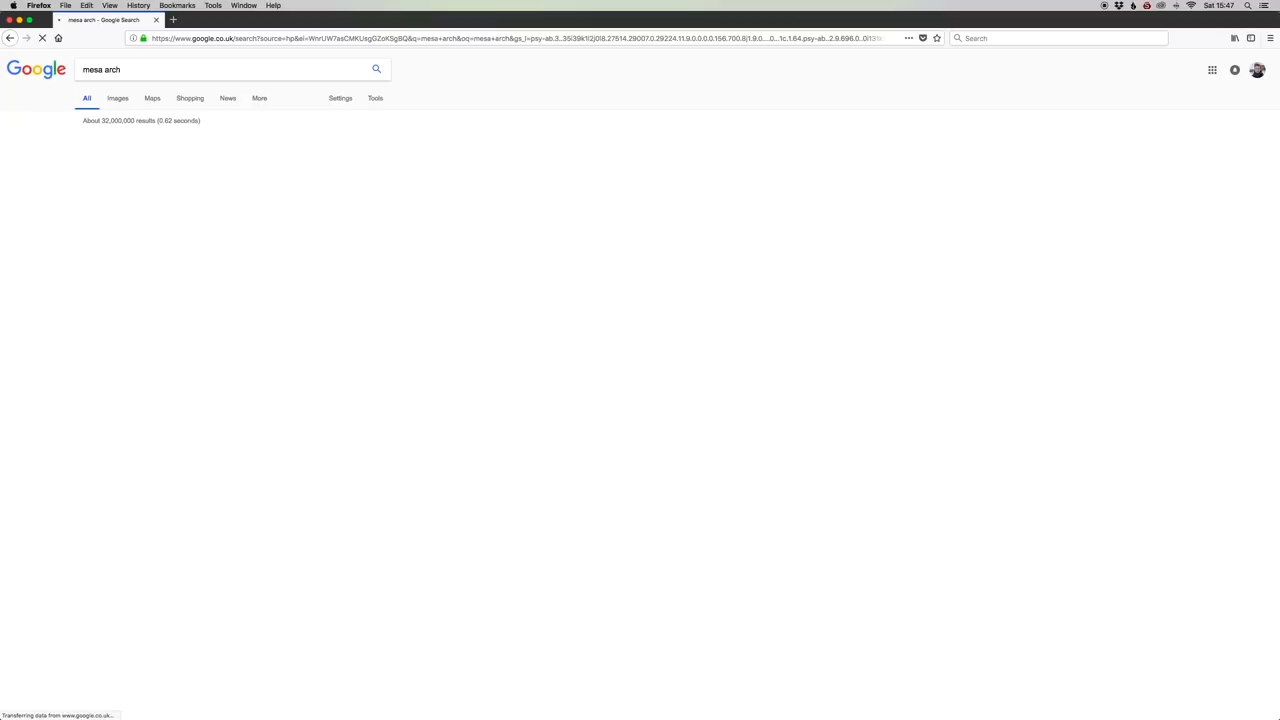 Firefox File Edit View History Bookmarks Tools Window Help Sat 15:47
mesa arch - Google Search
Search
Google mesa arch
All Images Maps Shopping News More Settings Tools
About 32,000,000 results (0.62 seconds)
Transferring data from www.google.co.uk...